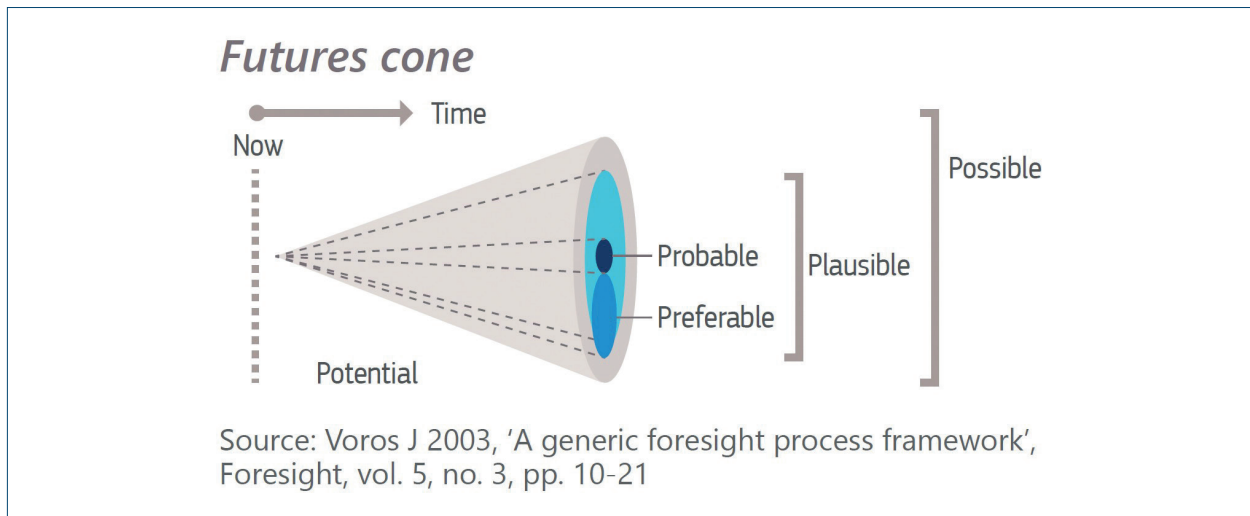 Futures cone
Time
Now
Possible
Probable
Plausible
Preferable
Potential
Source: Voros J 2003, ‘A generic foresight process framework’,
Foresight, vol. 5, no. 3, pp. 10-21